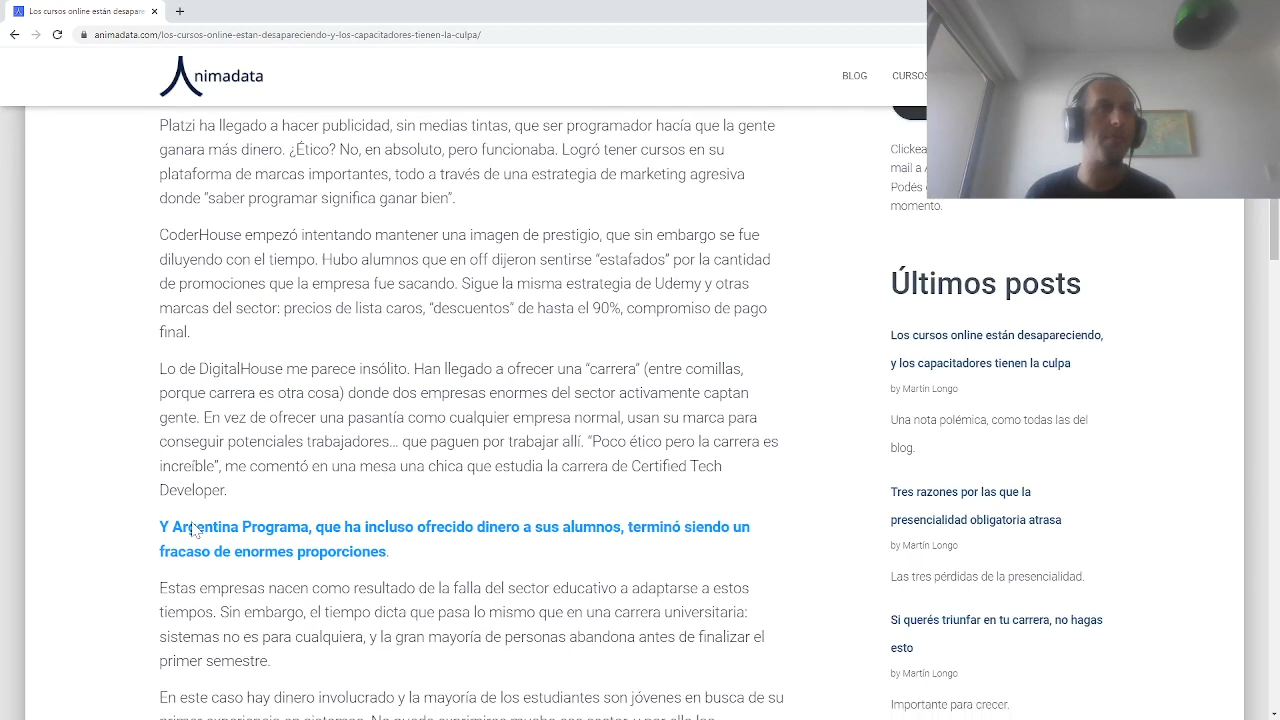 Los cursos online están desapare
animadata.com/los-cursos-online-estan-desapareciendo-y-los-capacitadores-tienen-la-culpa/
nimadata
BLOG
CURSOS
Platzi ha llegado a hacer publicidad, sin medias tintas, que ser programador hacía que la gente
ganara más dinero. ¿Ético? No, en absoluto, pero funcionaba. Logró tener cursos en su
plataforma de marcas importantes, todo a través de una estrategia de marketing agresiva
donde “saber programar significa ganar bien”.
CoderHouse empezó intentando mantener una imagen de prestigio, que sin embargo se fue
diluyendo con el tiempo. Hubo alumnos que en off dijeron sentirse “estafados” por la cantidad
de promociones que la empresa fue sacando. Sigue la misma estrategia de Udemy y otras
marcas del sector: precios de lista caros, “descuentos” de hasta el 90%, compromiso de pago
final.
Lo de DigitalHouse me parece insólito. Han llegado a ofrecer una “carrera” (entre comillas,
porque carrera es otra cosa) donde dos empresas enormes del sector activamente captan
gente. En vez de ofrecer una pasantía como cualquier empresa normal, usan su marca para
conseguir potenciales trabajadores… que paguen por trabajar allí. “Poco ético pero la carrera es
increíble”, me comentó en una mesa una chica que estudia la carrera de Certified Tech
Developer.
Y Argentina Programa, que ha incluso ofrecido dinero a sus alumnos, terminó siendo un
fracaso de enormes proporciones.
Estas empresas nacen como resultado de la falla del sector educativo a adaptarse a estos
tiempos. Sin embargo, el tiempo dicta que pasa lo mismo que en una carrera universitaria:
sistemas no es para cualquiera, y la gran mayoría de personas abandona antes de finalizar el
primer semestre.
En este caso hay dinero involucrado y la mayoría de los estudiantes son jóvenes en busca de su
Clickea
mail a
Podés
momento.
Últimos posts
Los cursos online están desapareciendo,
y los capacitadores tienen la culpa
by Martín Longo
Una nota polémica, como todas las del
blog.
Tres razones por las que la
presencialidad obligatoria atrasa
by Martín Longo
Las tres pérdidas de la presencialidad.
Si querés triunfar en tu carrera, no hagas
esto
by Martín Longo
Importante para crecer.